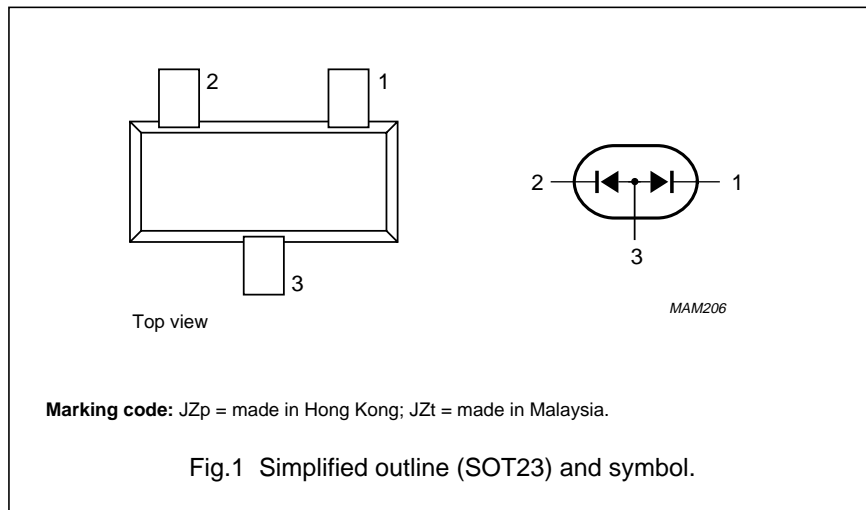 2
1
3
Top view
2
1
3
MAM206
Marking code: JZp = made in Hong Kong; JZt = made in Malaysia.
Fig.1 Simplified outline (SOT23) and symbol.